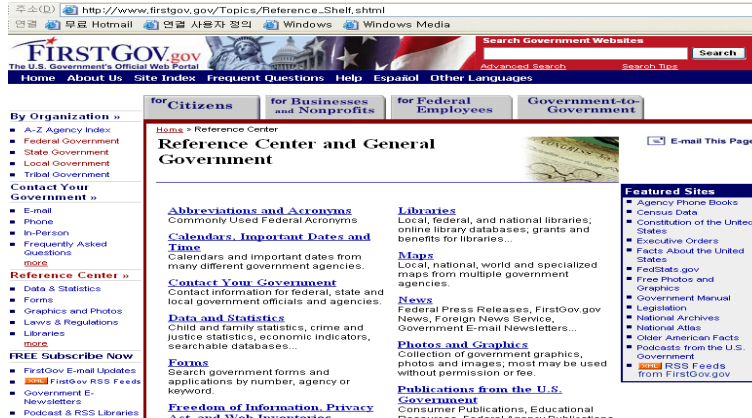 주소(D) http://www.firstgov.gov/Topics/Reference_Shelf.shtml
연결 무료 Hotmail 연결 사용자 정의 Windows Windows Media
FIRSTGOV.gov
The U.S. Government's Official Web Portal
Search Government Websites
Search
Advanced Search Search Tips
Home About Us Site Index Frequent Questions Help Español Other Languages
for Citizens
for Businesses and Nonprofits
for Federal Employees
Government-to-Government
By Organization »
A-Z Agency Index
Federal Government
State Government
Local Government
Tribal Government
Contact Your
Government »
E-mail
Phone
In-Person
Frequently Asked
Questions
more
Reference Center »
Data & Statistics
Forms
Graphics and Photos
Laws & Regulations
Libraries
more
FREE Subscribe Now
FirstGov E-mail Updates
XML FirstGov RSS Feeds
Government E-
Newsletters
Podcast & RSS Libraries
Home > Reference Center
Reference Center and General
Government
E-mail This Page
Abbreviations and Acronyms
Commonly Used Federal Acronyms
Calendars, Important Dates and
Time
Calendars and important dates from
many different government agencies.
Contact Your Government
Contact information for federal, state and
local government officials and agencies.
Data and Statistics
Child and family statistics, crime and
justice statistics, economic indicators,
searchable databases...
Forms
Search government forms and
applications by number, agency or
keyword.
Freedom of Information, Privacy
Act, and Web Inventories
Libraries
Local, federal, and national libraries;
online library databases; grants and
benefits for libraries...
Maps
Local, national, world and specialized
maps from multiple government
agencies.
News
Federal Press Releases, FirstGov.gov
News, Foreign News Service,
Government E-mail Newsletters...
Photos and Graphics
Collection of government graphics,
photos and images; most may be used
without permission or fee.
Publications from the U.S.
Government
Consumer Publications, Educational
Resources, Federal Agency Publications
Featured Sites
Agency Phone Books
Census Data
Constitution of the United
States
Executive Orders
Facts About the United
States
FedStats.gov
Free Photos and
Graphics
Government Manual
Legislation
National Archives
National Atlas
Older American Facts
Podcasts from the U.S.
Government
XML RSS Feeds
from FirstGov.gov